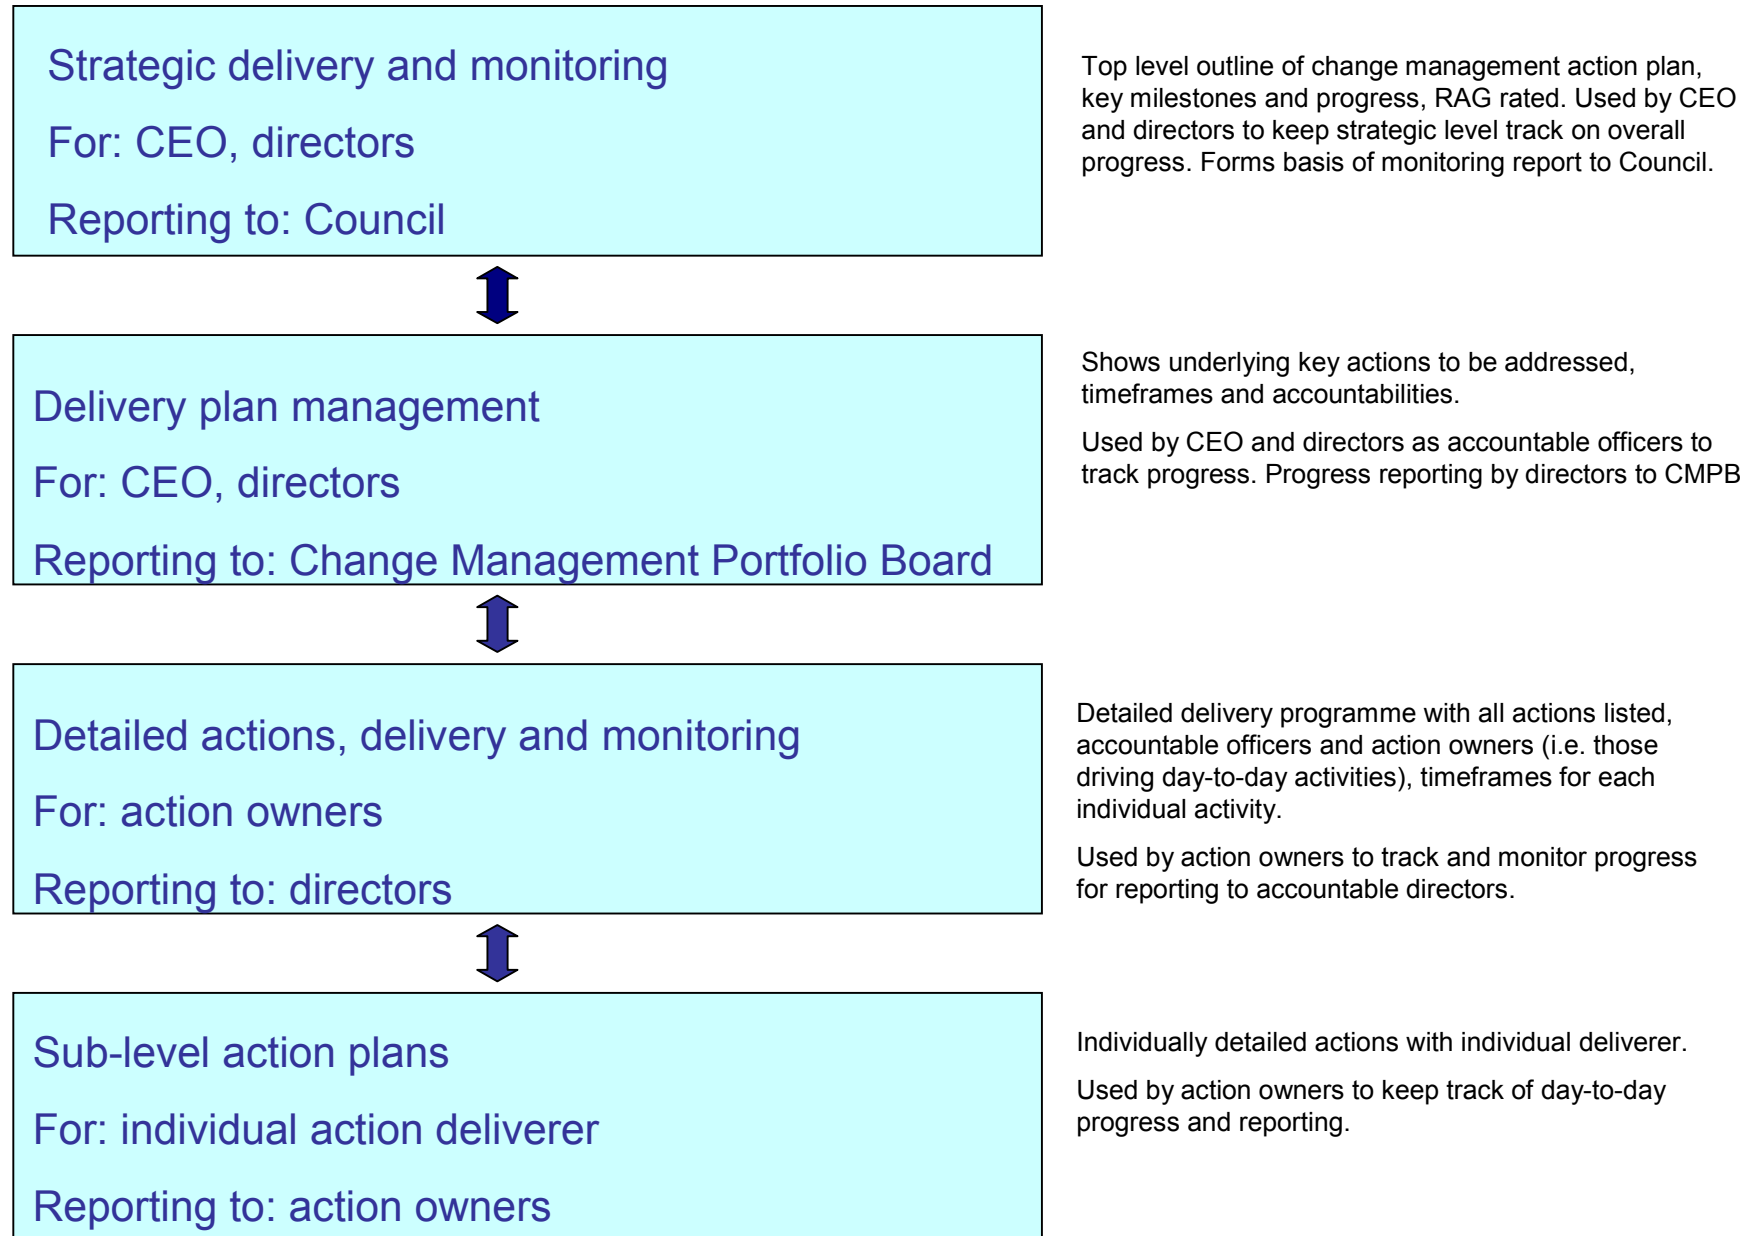 Strategic delivery and monitoring
For: CEO, directors
Reporting to: Council
Top level outline of change management action plan,
key milestones and progress, RAG rated. Used by CEO
and directors to keep strategic level track on overall
progress. Forms basis of monitoring report to Council.
Delivery plan management
For: CEO, directors
Reporting to: Change Management Portfolio Board
Shows underlying key actions to be addressed,
timeframes and accountabilities.
Used by CEO and directors as accountable officers to
track progress. Progress reporting by directors to CMPB
Detailed actions, delivery and monitoring
For: action owners
Reporting to: directors
Detailed delivery programme with all actions listed,
accountable officers and action owners (i.e. those
driving day-to-day activities), timeframes for each
individual activity.
Used by action owners to track and monitor progress
for reporting to accountable directors.
Sub-level action plans
For: individual action deliverer
Reporting to: action owners
Individually detailed actions with individual deliverer.
Used by action owners to keep track of day-to-day
progress and reporting.